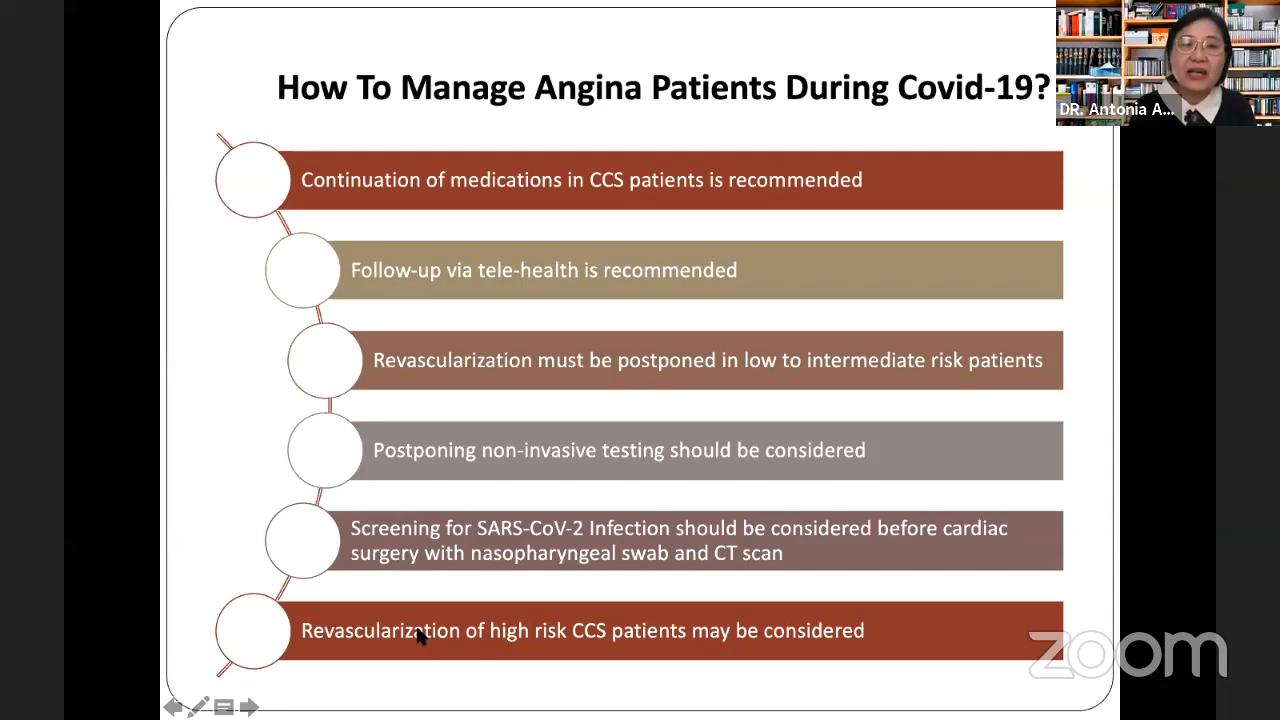 How To Manage Angina Patients During Covid-19?
DR. Antonia A...
Continuation of medications in CCS patients is recommended
Follow-up via tele-health is recommended
Revascularization must be postponed in low to intermediate risk patients
Postponing non-invasive testing should be considered
Screening for SARS-CoV-2 Infection should be considered before cardiac
surgery with nasopharyngeal swab and CT scan
Revascularization of high risk CCS patients may be considered
zoom